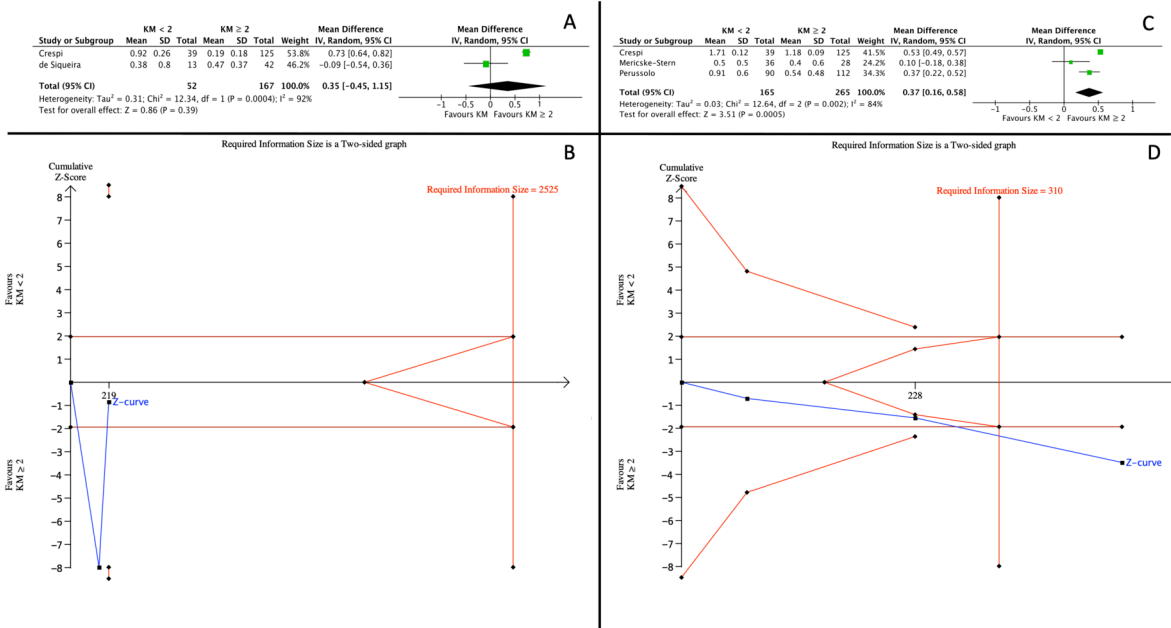 A
KM < 2 KM ≥ 2 Mean Difference Mean Difference
Study or Subgroup Mean SD Total Mean SD Total Weight IV, Random, 95% CI IV, Random, 95% CI
Crespi 0.92 0.26 39 0.19 0.18 125 53.8% 0.73 [0.64, 0.82]
de Siqueira 0.38 0.8 13 0.47 0.37 42 46.2% −0.09 [−0.54, 0.36]
Total (95% CI) 52 167 100.0% 0.35 [−0.45, 1.15]
Heterogeneity: Tau² = 0.31; Chi² = 12.34, df = 1 (P = 0.0004); I² = 92%
Test for overall effect: Z = 0.86 (P = 0.39)
-1 -0.5 0 0.5 1
Favours KM Favours KM ≥ 2
C
KM < 2 KM ≥ 2 Mean Difference Mean Difference
Study or Subgroup Mean SD Total Mean SD Total Weight IV, Random, 95% CI IV, Random, 95% CI
Crespi 1.71 0.12 39 1.18 0.09 125 41.5% 0.53 [0.49, 0.57]
Mericske-Stern 0.5 0.5 36 0.4 0.6 28 24.2% 0.10 [-0.18, 0.38]
Perussolo 0.91 0.6 90 0.54 0.48 112 34.3% 0.37 [0.22, 0.52]
Total (95% CI) 165 265 100.0% 0.37 [0.16, 0.58]
Heterogeneity: Tau² = 0.03; Chi² = 12.64, df = 2 (P = 0.002); I² = 84%
Test for overall effect: Z = 3.51 (P = 0.0005)
-1 -0.5 0 0.5 1
Favours KM < 2 Favours KM ≥ 2
Required Information Size is a Two-sided graph
B
Cumulative
Z-Score
Required Information Size = 2525
8
7
6
5
4
3
2
1
-1
-2
-3
-4
-5
-6
-7
-8
Favours
KM < 2
Favours
KM ≥ 2
219
Z-curve
Required Information Size is a Two-sided graph
D
Cumulative
Z-Score
Required Information Size = 310
8
7
6
5
4
3
2
1
-1
-2
-3
-4
-5
-6
-7
-8
Favours
KM < 2
Favours
KM ≥ 2
228
Z-curve